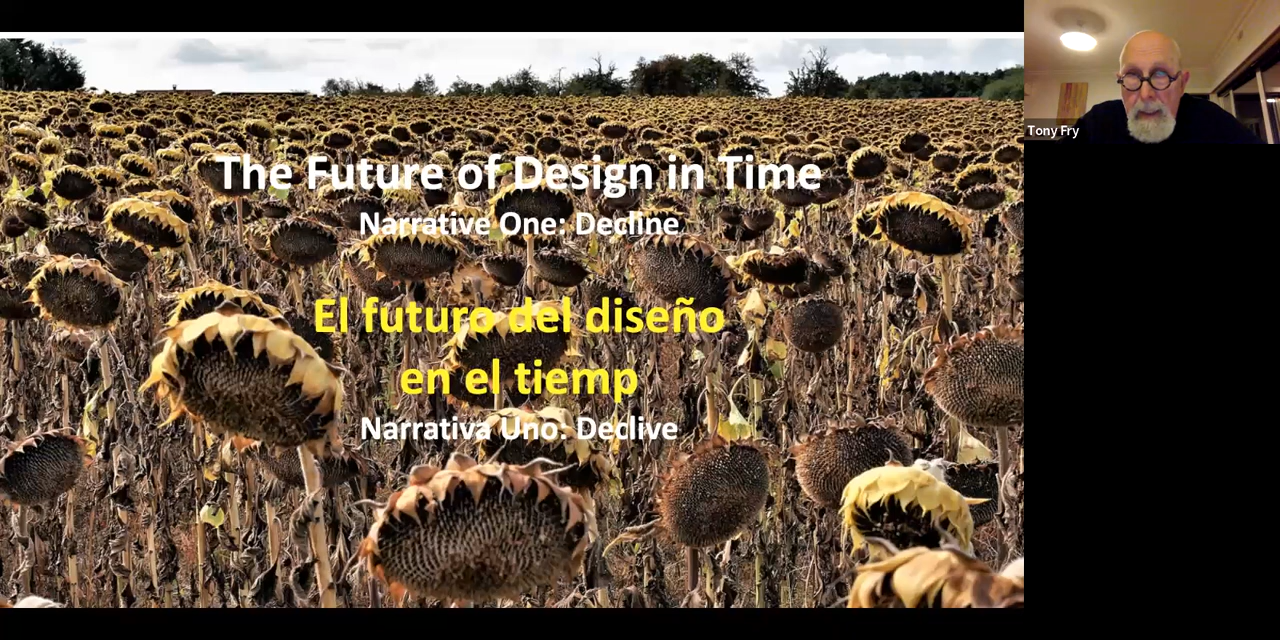 The Future of Design in Time
Narrative One: Decline
El futuro del diseño
en el tiemp
Narrativa Uno: Declive
Tony Fry